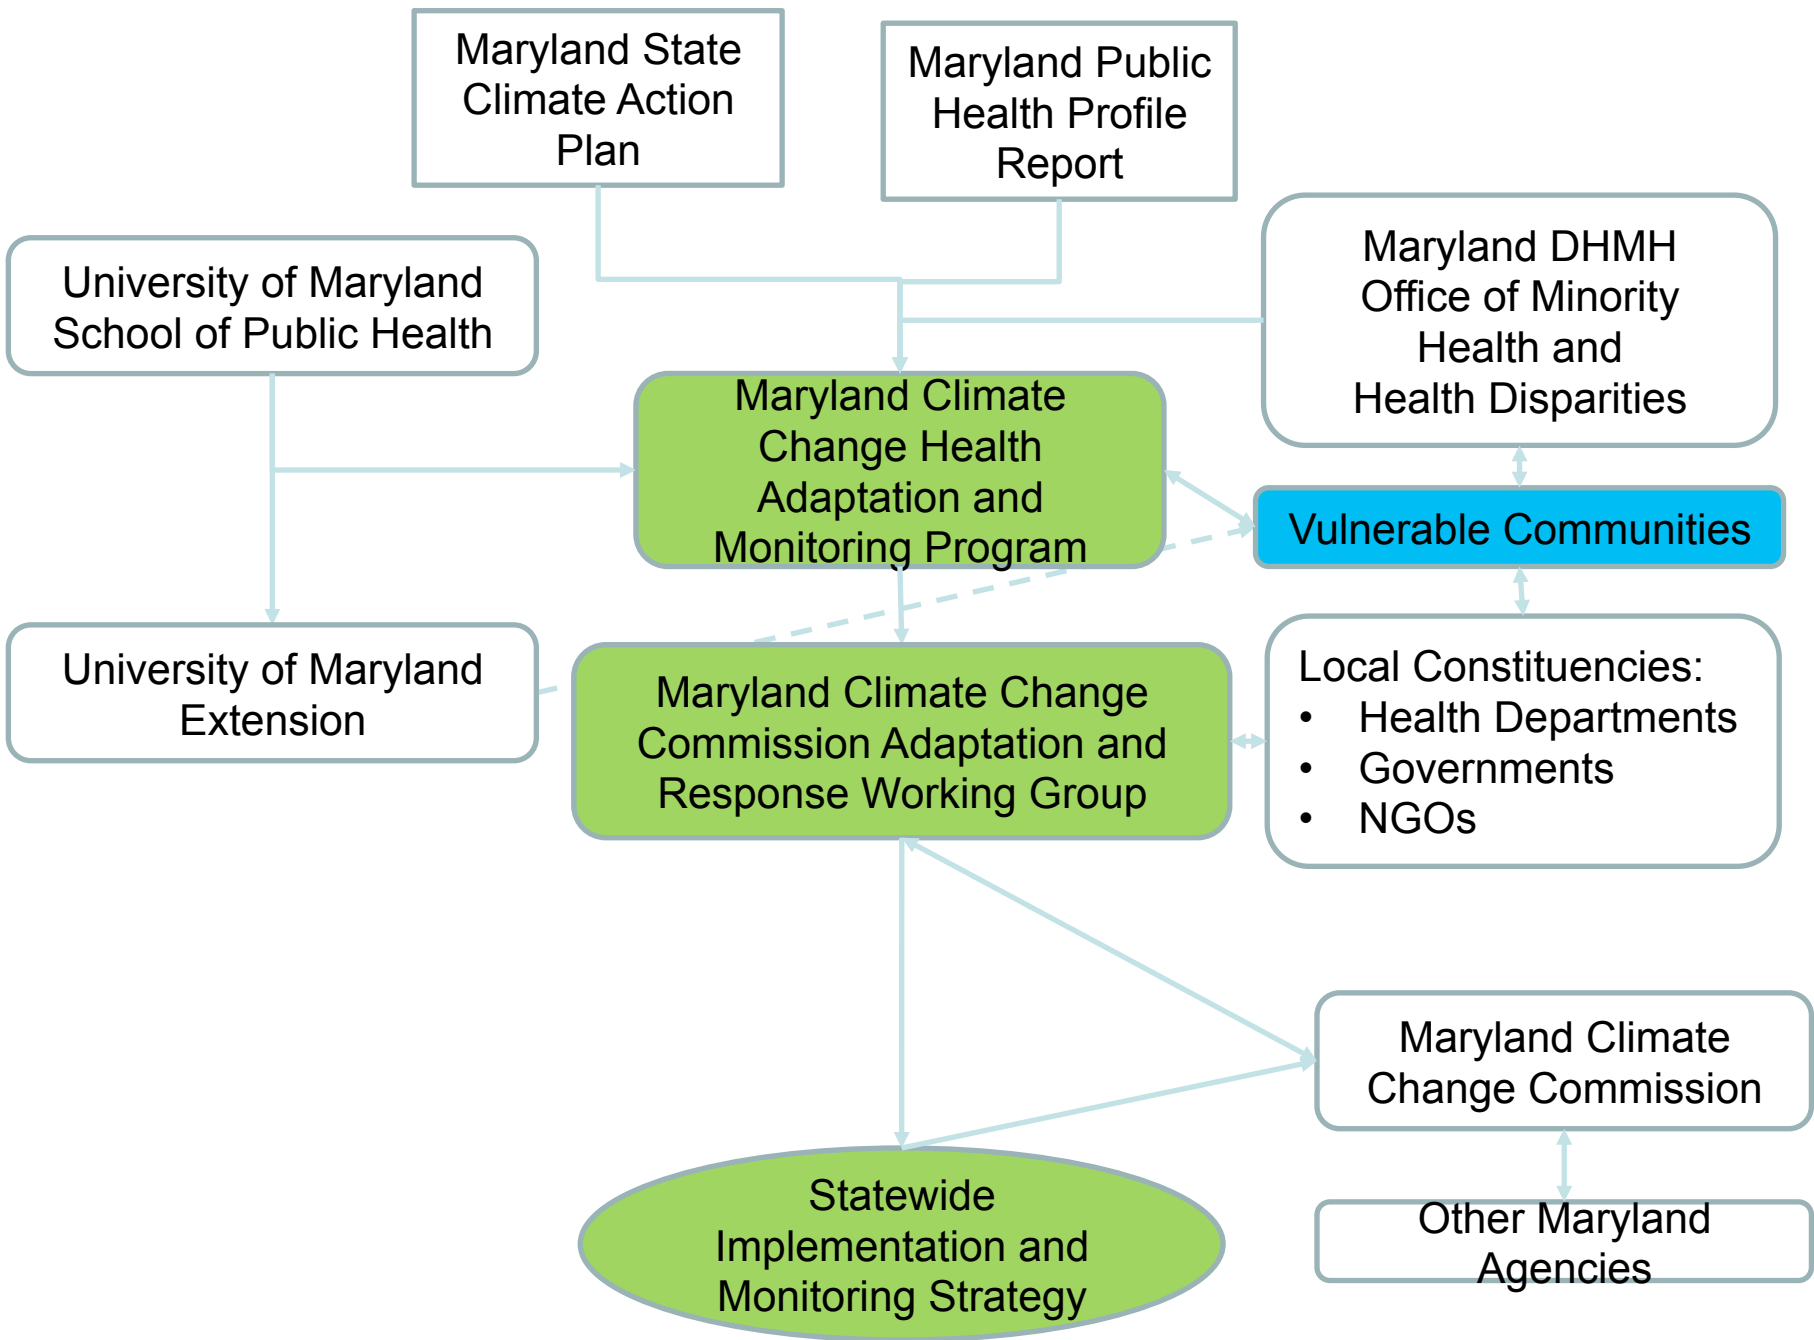 Maryland State
Climate Action
Plan
Maryland Public
Health Profile
Report
University of Maryland
School of Public Health
Maryland DHMH
Office of Minority
Health and
Health Disparities
Maryland Climate
Change Health
Adaptation and
Monitoring Program
Vulnerable Communities
University of Maryland
Extension
Maryland Climate Change
Commission Adaptation and
Response Working Group
Local Constituencies:
• Health Departments
• Governments
• NGOs
Maryland Climate
Change Commission
Statewide
Implementation and
Monitoring Strategy
Other Maryland
Agencies